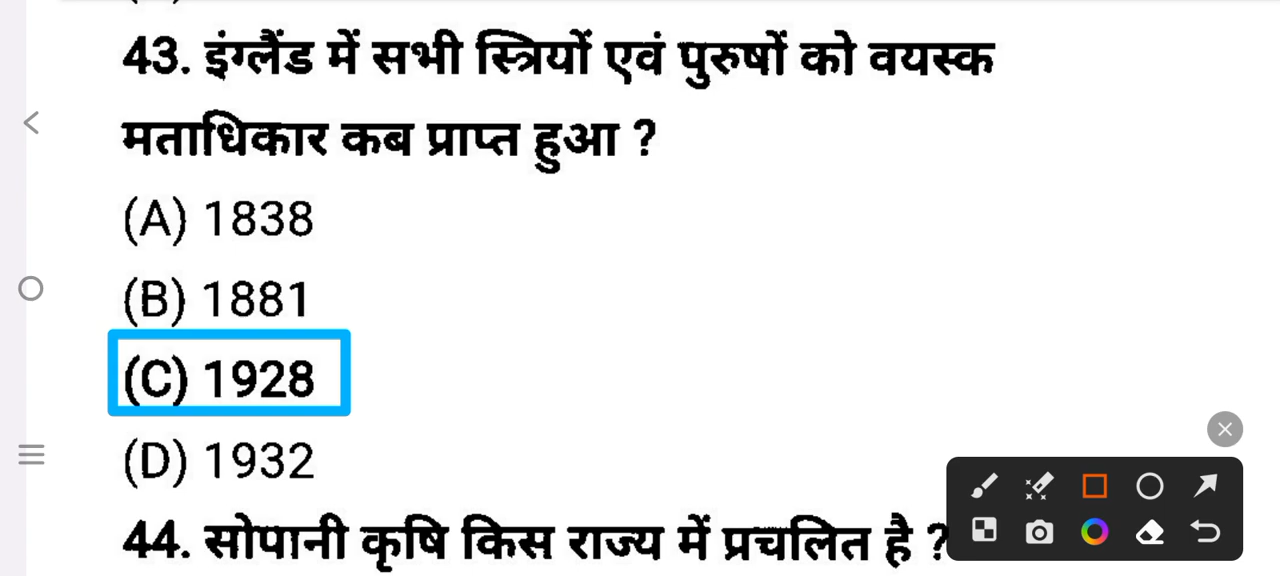 43. इंग्लैंड में सभी स्त्रियों एवं पुरुषों को वयस्क
मताधिकार कब प्राप्त हुआ ?
(A) 1838
(B) 1881
(C) 1928
(D) 1932
44. सोपानी कृषि किस राज्य में प्रचलित है ?